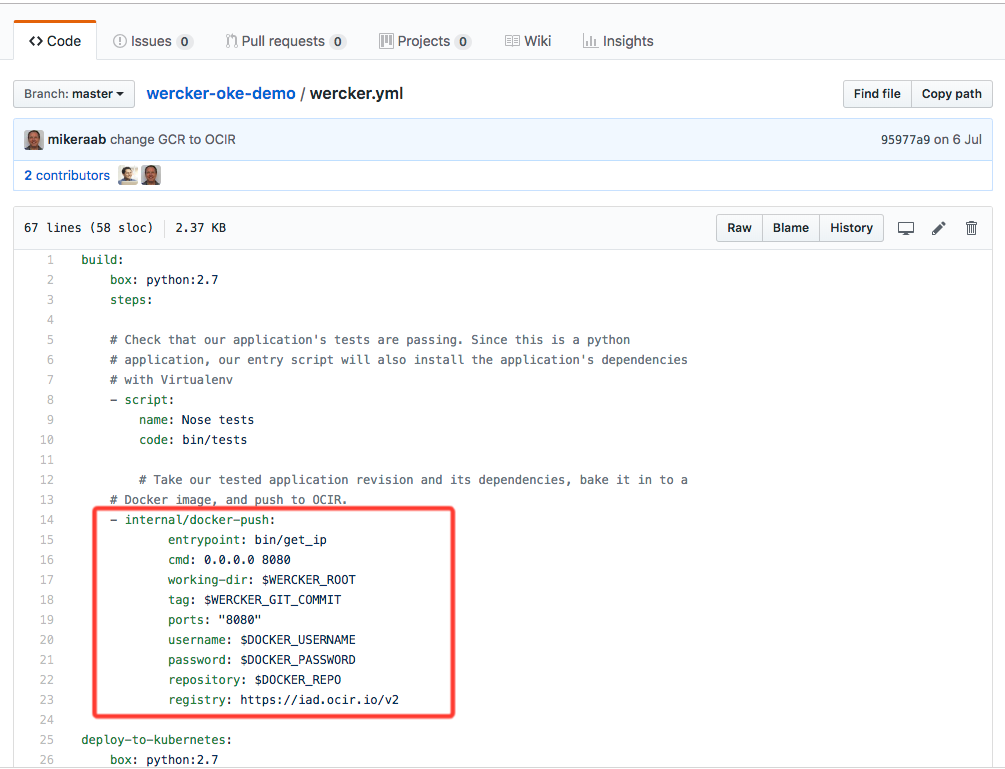 Code Issues 0 Pull requests 0 Projects 0 Wiki Insights
Branch: master wercker-oke-demo / wercker.yml Find file Copy path
mikeraab change GCR to OCIR 95977a9 on 6 Jul
2 contributors
67 lines (58 sloc) 2.37 KB Raw Blame History
1 build:
2 box: python:2.7
3 steps:
4
5 # Check that our application's tests are passing. Since this is a python
6 # application, our entry script will also install the application's dependencies
7 # with Virtualenv
8 - script:
9 name: Nose tests
10 code: bin/tests
11
12 # Take our tested application revision and its dependencies, bake it in to a
13 # Docker image, and push to OCIR.
14 - internal/docker-push:
15 entrypoint: bin/get_ip
16 cmd: 0.0.0.0 8080
17 working-dir: $WERCKER_ROOT
18 tag: $WERCKER_GIT_COMMIT
19 ports: "8080"
20 username: $DOCKER_USERNAME
21 password: $DOCKER_PASSWORD
22 repository: $DOCKER_REPO
23 registry: https://iad.ocir.io/v2
24
25 deploy-to-kubernetes:
26 box: python:2.7